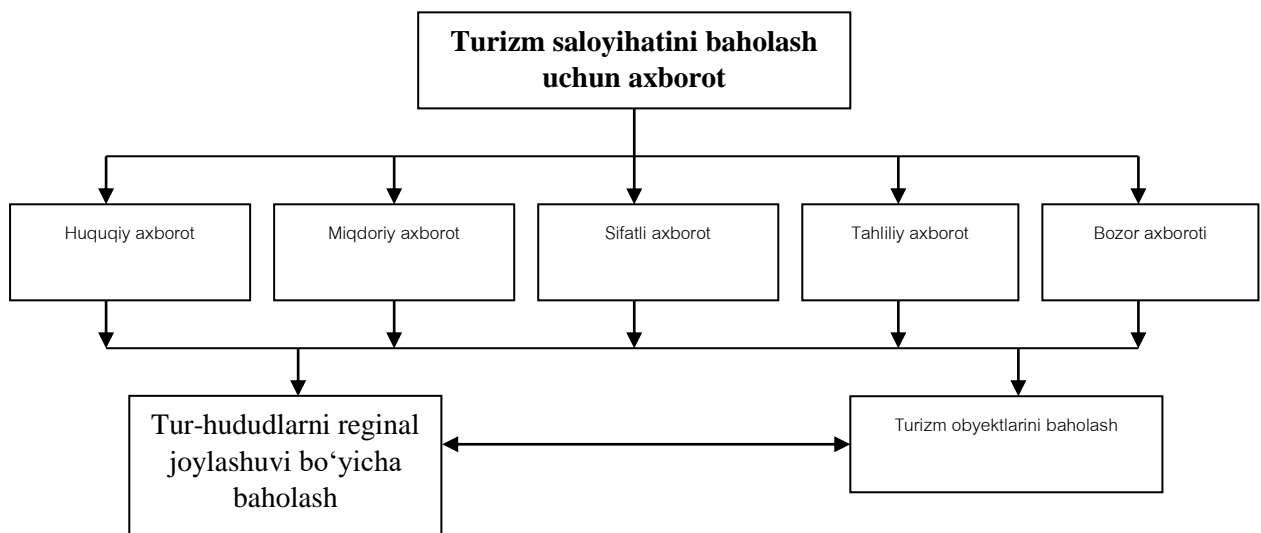 Turizm saloyihatini baholash
uchun axborot
Huquqiy axborot
Miqdoriy axborot
Sifatli axborot
Tahliliy axborot
Bozor axboroti
Tur-hududlarni reginal
joylashuvi bo‘yicha
baholash
Turizm obyektlarini baholash